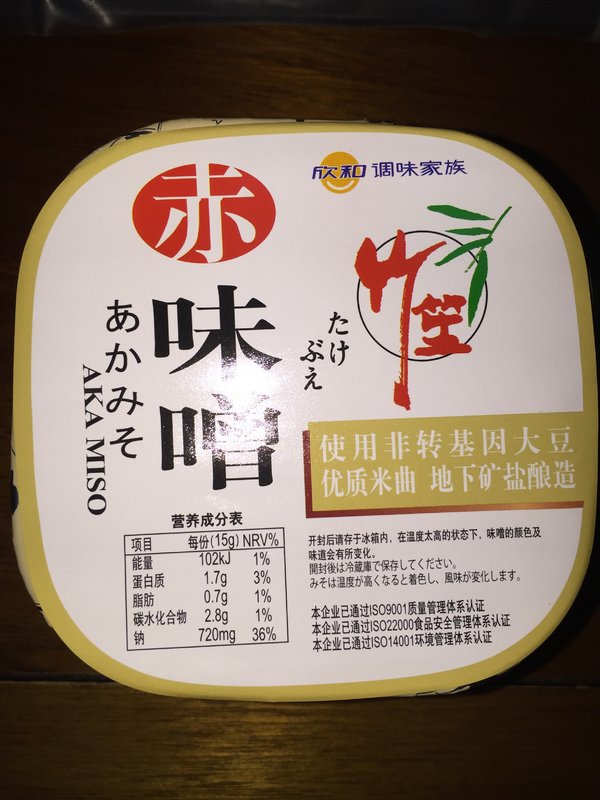 欣和 调味家族
赤
味噌
あかみそ
AKA MISO
竹笙
たけ
ぶえ
使用非转基因大豆
优质米曲 地下矿盐酿造
营养成分表
项目 每份(15g) NRV%
能量 102kJ 1%
蛋白质 1.7g 3%
脂肪 0.7g 1%
碳水化合物 2.8g 1%
钠 720mg 36%
开封后请存于冰箱内，在温度太高的状态下，味噌的颜色及
味道会有所变化。
開封後は冷蔵庫で保存してください。
みそは温度が高くなると着色し、風味が変化します。
本企业已通过ISO9001质量管理体系认证
本企业已通过ISO22000食品安全管理体系认证
本企业已通过ISO14001环境管理体系认证